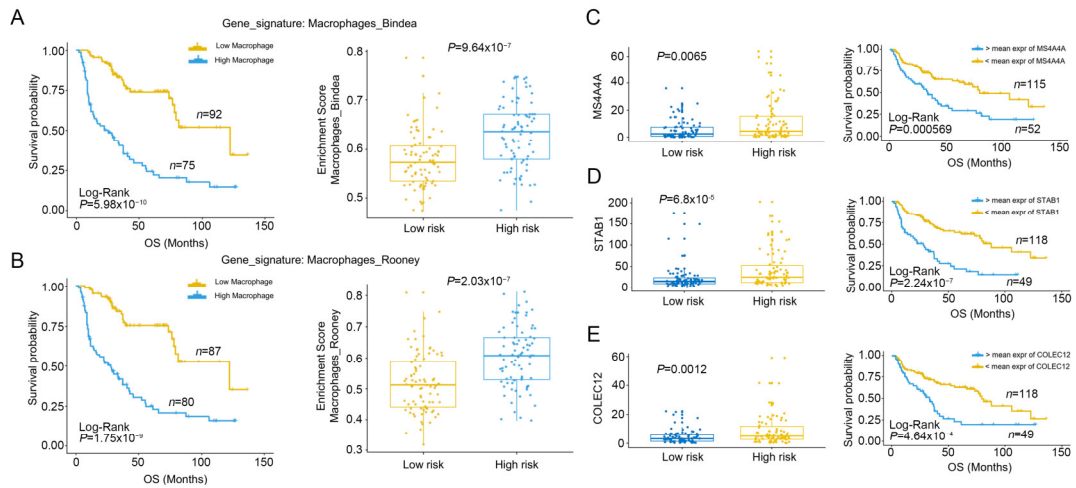 A
Gene_signature: Macrophages_Bindea
Survival probability
1.00
0.75
0.50
0.25
0.00
Low Macrophage
High Macrophage
n=92
n=75
Log-Rank
P=5.98x10⁻¹⁰
0 50 100 150
OS (Months)
Enrichment Score
Macrophages_Bindea
0.8
0.7
0.6
0.5
P=9.64x10⁻⁷
Low risk High risk
B
Gene_signature: Macrophages_Rooney
Survival probability
1.00
0.75
0.50
0.25
0.00
Low Macrophage
High Macrophage
n=87
n=80
Log-Rank
P=1.75x10⁻⁹
0 50 100 150
OS (Months)
Enrichment Score
Macrophages_Rooney
0.8
0.7
0.6
0.5
0.4
0.3
P=2.03x10⁻⁷
Low risk High risk
C
MS4A4A
60
40
20
0
P=0.0065
Low risk High risk
Survival probability
1.00
0.75
0.50
0.25
0.00
> mean expr of MS4A4A
< mean expr of MS4A4A
n=115
Log-Rank
P=0.000569
n=52
0 50 100 150
OS (Months)
D
STAB1
200
150
100
50
0
P=6.8x10⁻⁵
Low risk High risk
Survival probability
1.00
0.75
0.50
0.25
0.00
> mean expr of STAB1
< mean expr of STAB1
n=118
Log-Rank
P=2.24x10⁻⁷
n=49
0 50 100 150
OS (Months)
E
COLEC12
60
40
20
0
P=0.0012
Low risk High risk
Survival probability
1.00
0.75
0.50
0.25
0.00
> mean expr of COLEC12
< mean expr of COLEC12
n=118
Log-Rank
P=4.64x10⁻⁴
n=49
0 50 100 150
OS (Months)